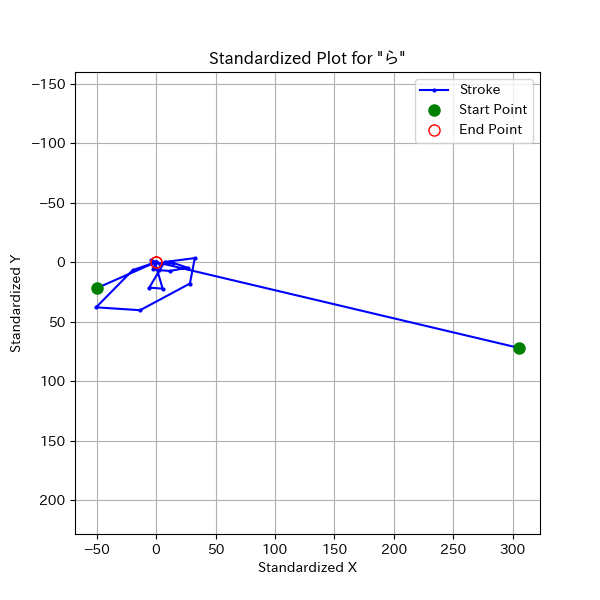 Standardized Plot for "ら"
Stroke
Start Point
End Point
−150
−100
−50
0
50
100
150
200
Standardized Y
−50 0 50 100 150 200 250 300
Standardized X